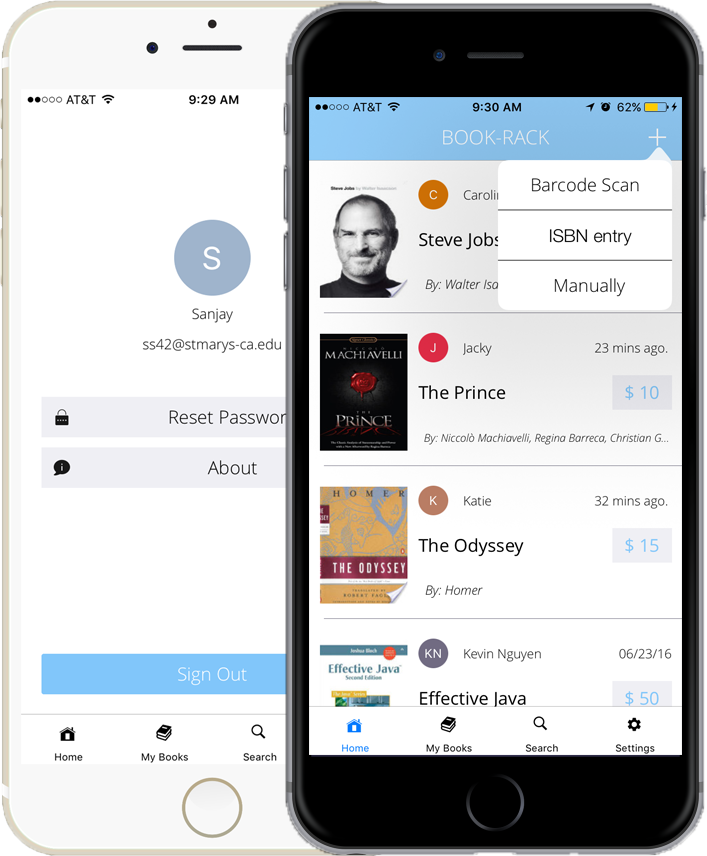 AT&T
9:29 AM
S
Sanjay
ss42@stmarys-ca.edu
Reset Passwor
About
Sign Out
Home
My Books
Search
AT&T
9:30 AM
62%
BOOK-RACK
Barcode Scan
ISBN entry
Manually
Steve Jobs by Walter Isaacson
C
Carolin
Steve Jobs
By: Walter Isa
MACHIAVELLI
THE
PRINCE
J
Jacky
23 mins ago.
The Prince
$ 10
By: Niccolò Machiavelli, Regina Barreca, Christian G...
HOMER
THE ODYSSEY
TRANSLATED BY
K
Katie
32 mins ago.
The Odyssey
$ 15
By: Homer
Joshua Bloch
Effective Java™
Second Edition
KN
Kevin Nguyen
06/23/16
Effective Java
$ 50
Home
My Books
Search
Settings